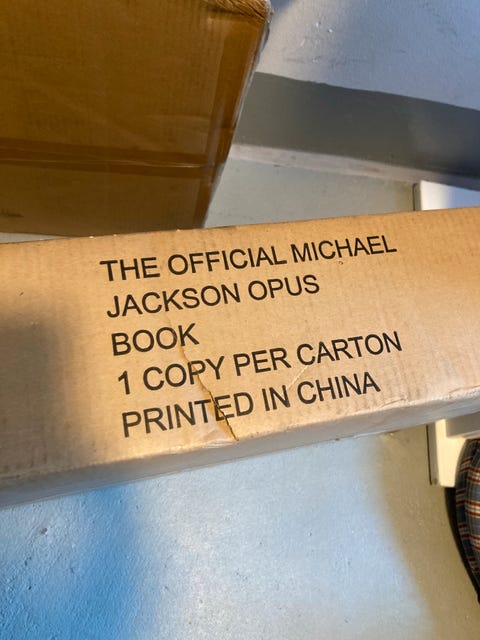 THE OFFICIAL MICHAEL
JACKSON OPUS
BOOK
1 COPY PER CARTON
PRINTED IN CHINA